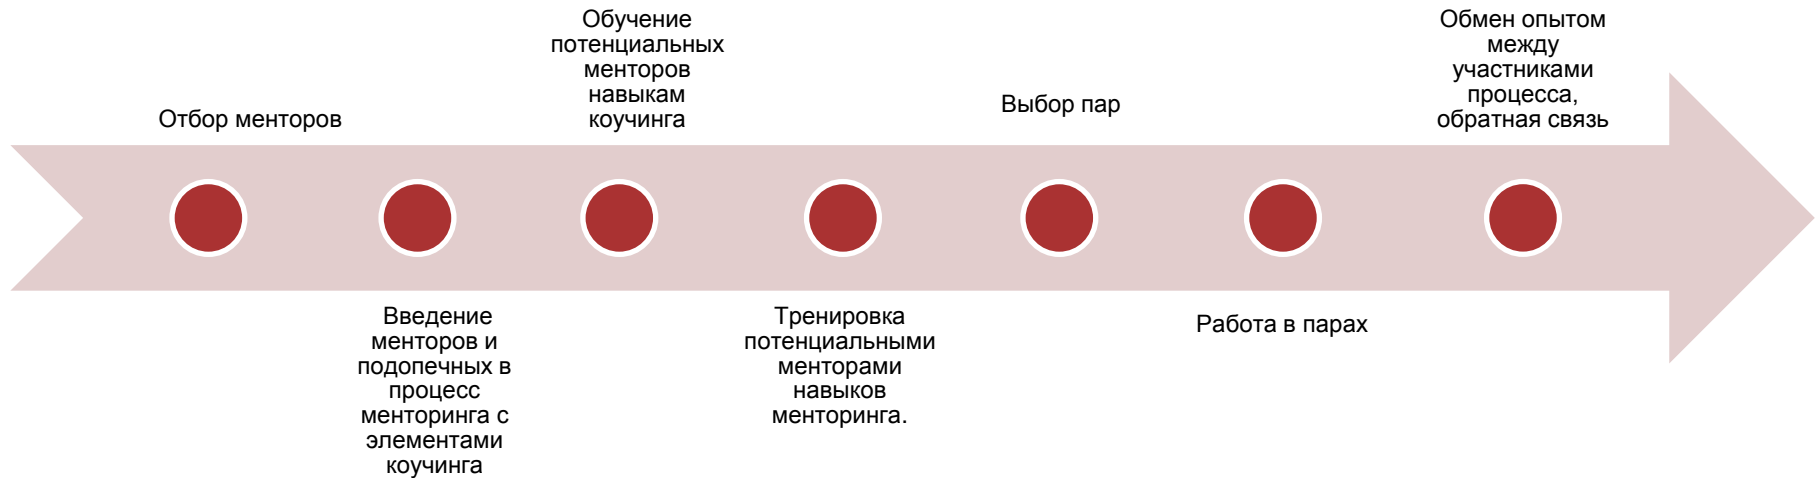 Отбор менторов
Введение
менторов и
подопечных в
процесс
менторинга с
элементами
коучинга
Обучение
потенциальных
менторов
навыкам
коучинга
Тренировка
потенциальными
менторами
навыков
менторинга.
Выбор пар
Работа в парах
Обмен опытом
между
участниками
процесса,
обратная связь